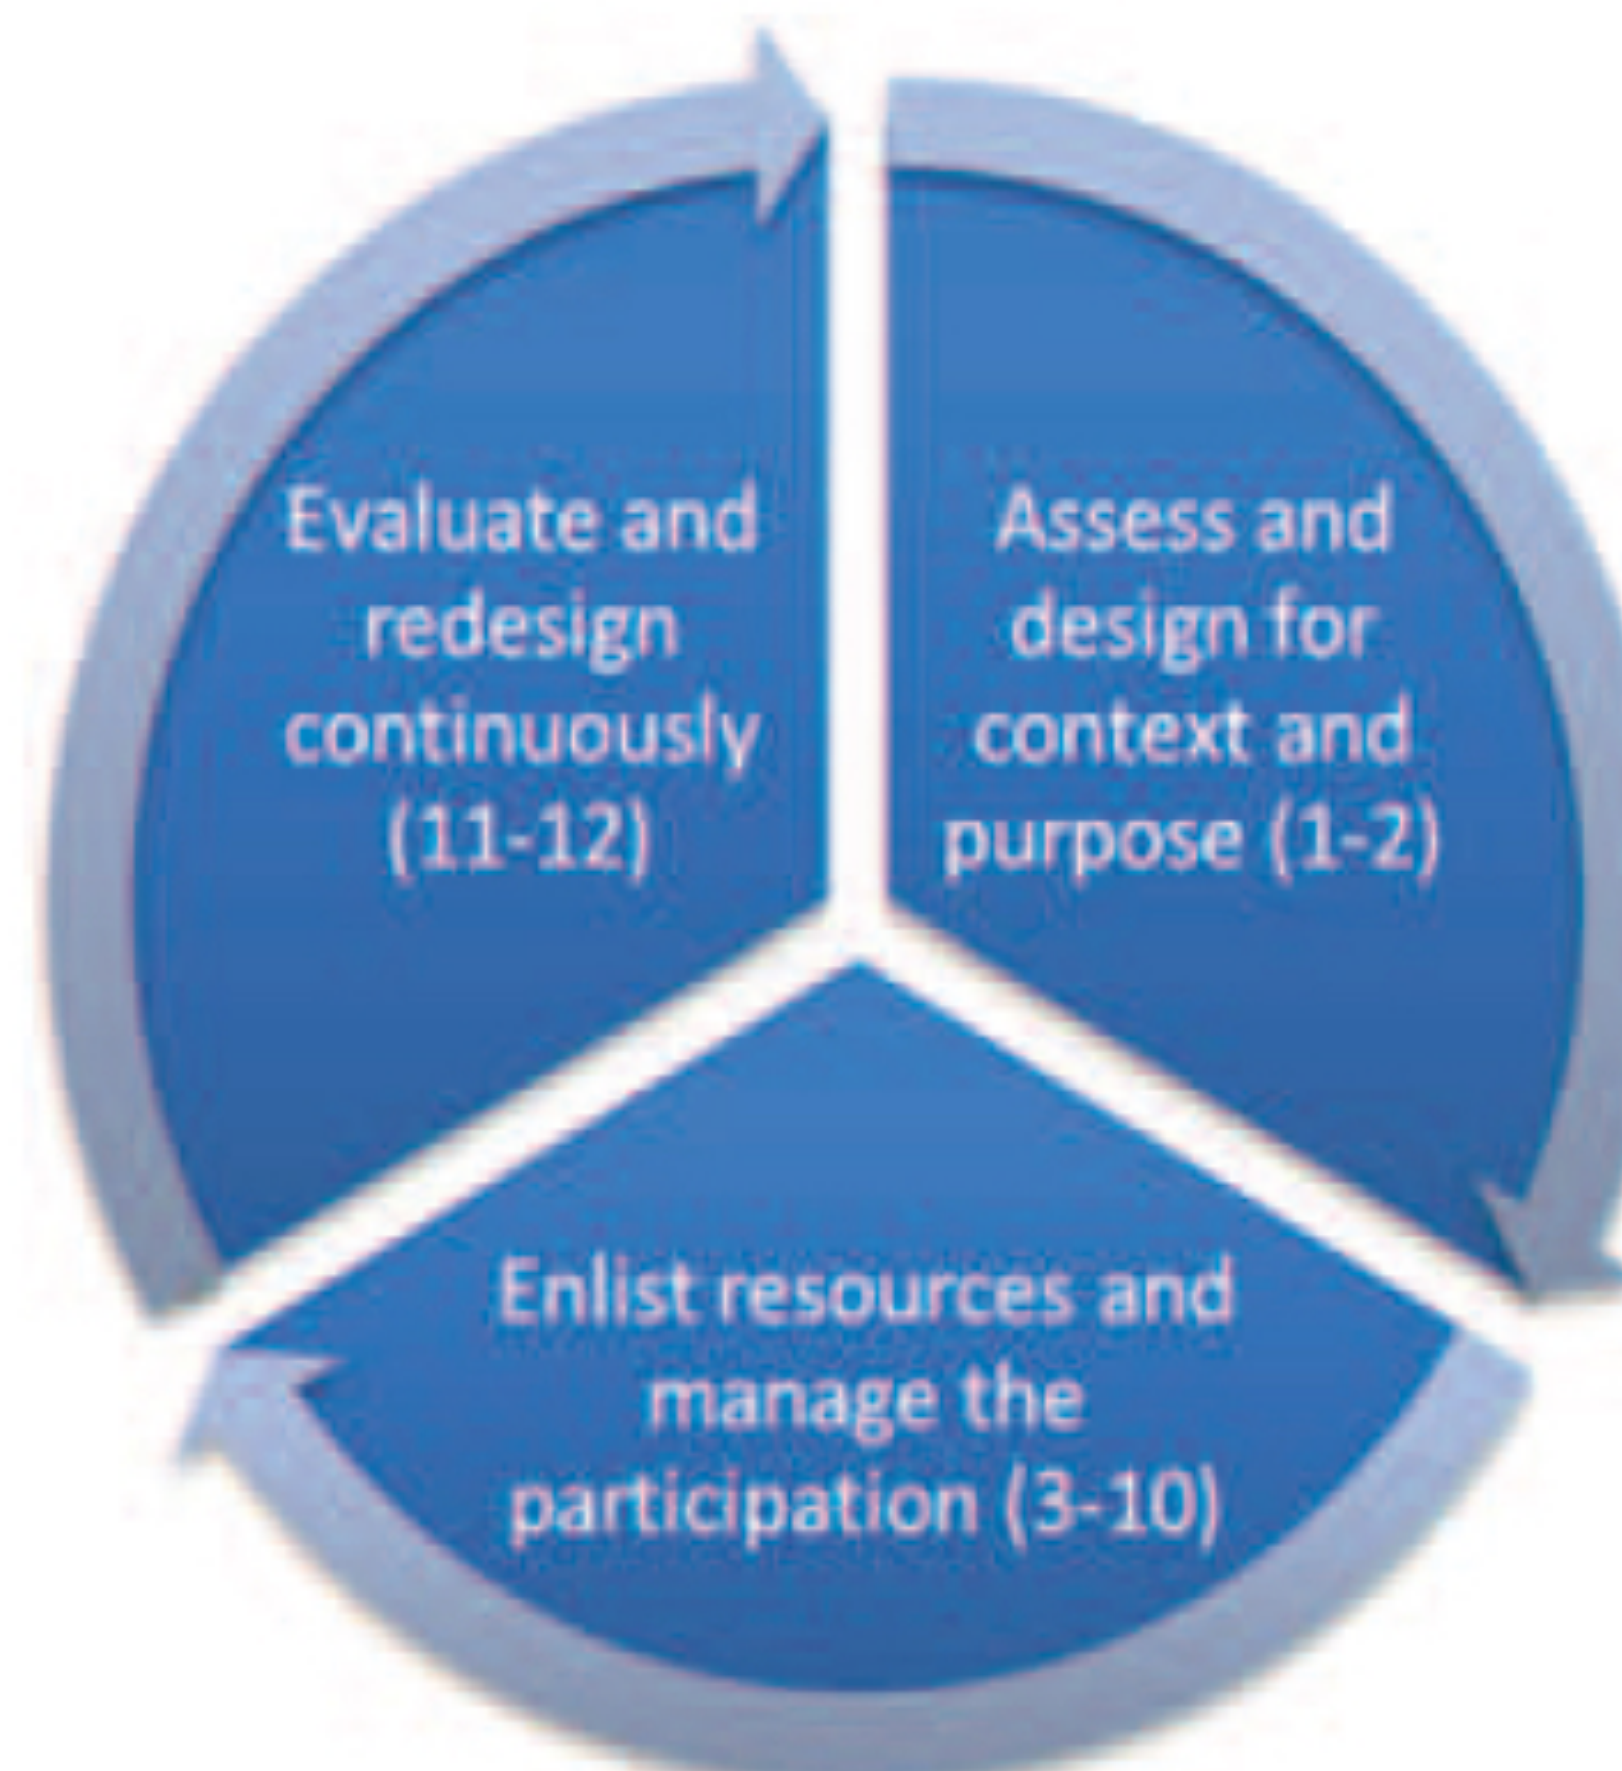 Evaluate and
redesign
continuously
(11-12)
Assess and
design for
context and
purpose (1-2)
Enlist resources and
manage the
participation (3-10)